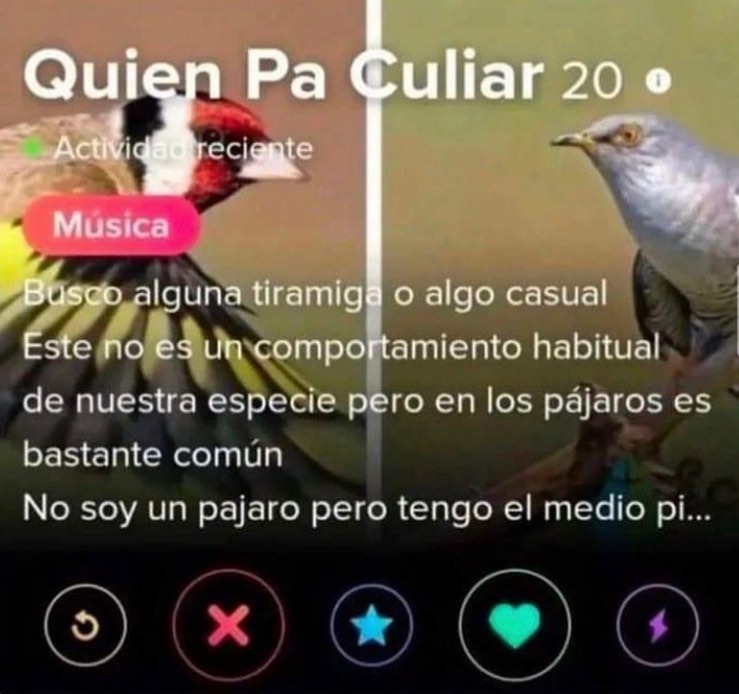 Quien Pa Culiar 20
Actividad reciente
Música
Busco alguna tiramiga o algo casual
Este no es un comportamiento habitual
de nuestra especie pero en los pájaros es
bastante común
No soy un pajaro pero tengo el medio pi...